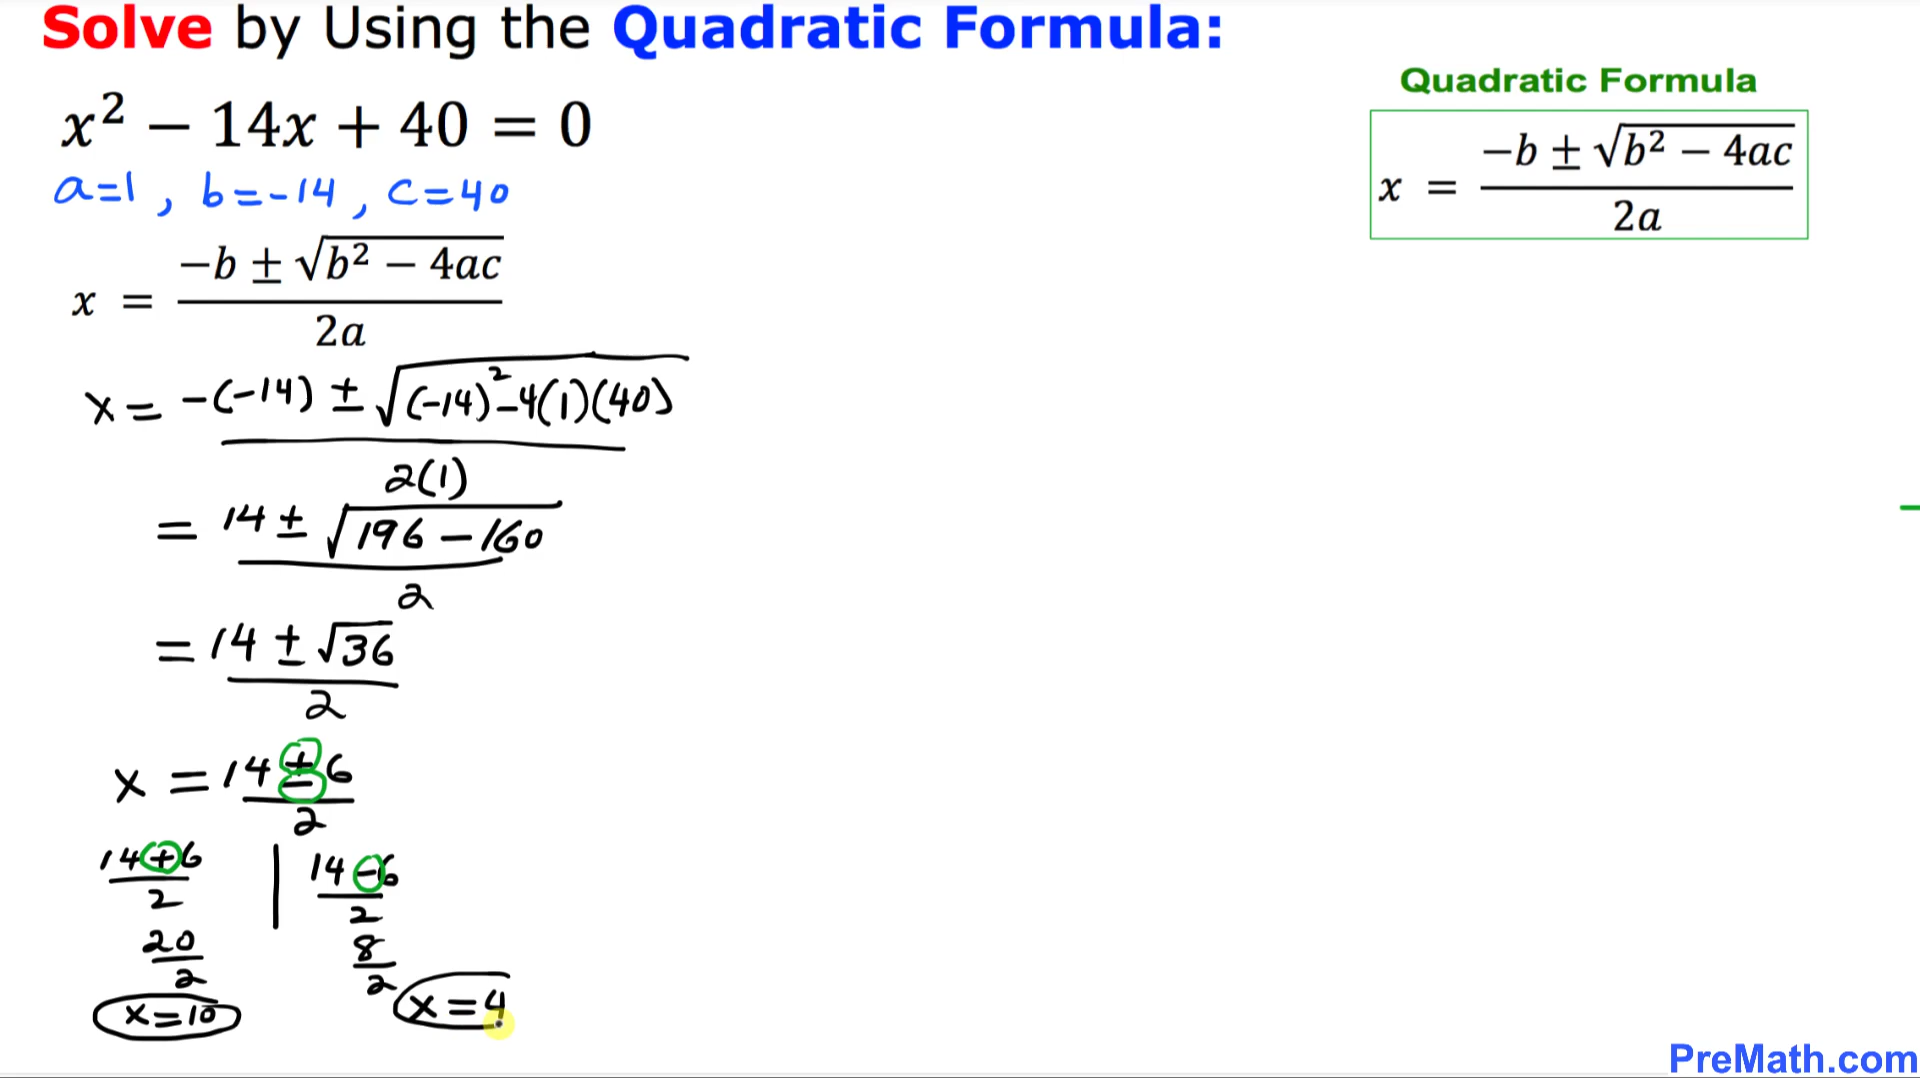 Solve by Using the Quadratic Formula:
Quadratic Formula
x = (−b ± √(b² − 4ac)) / 2a
x² − 14x + 40 = 0
a=1, b=-14, c=40
x = (−b ± √(b² − 4ac)) / 2a
x = (-(-14) ± √((-14)² -4(1)(40))) / 2(1)
= (14 ± √(196 - 160)) / 2
= (14 ± √36) / 2
x = (14 ± 6) / 2
(14 + 6) / 2 | (14 - 6) / 2
20/2 8/2
x=10 x=4
PreMath.com